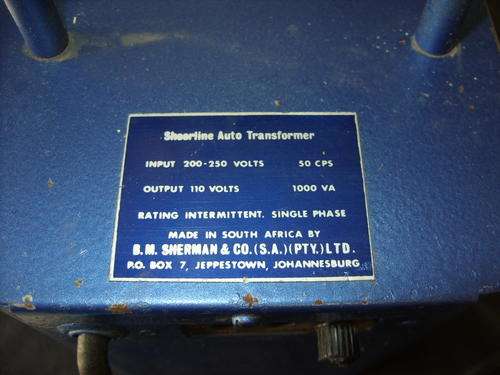 Sheerline Auto Transformer
INPUT 200-250 VOLTS 50 CPS
OUTPUT 110 VOLTS 1000 VA
RATING INTERMITTENT. SINGLE PHASE
MADE IN SOUTH AFRICA BY
B.M. SHERMAN & CO.(S.A.)(PTY.)LTD.
P.O. BOX 7, JEPPESTOWN, JOHANNESBURG.